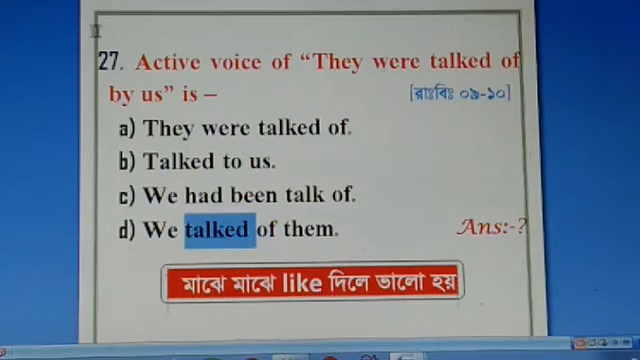 27. Active voice of “They were talked of
by us” is –
[রাঃবিঃ ০৯-১০]
a) They were talked of.
b) Talked to us.
c) We had been talk of.
d) We talked of them.
Ans:-?
মাঝে মাঝে like দিলে ভালো হয়